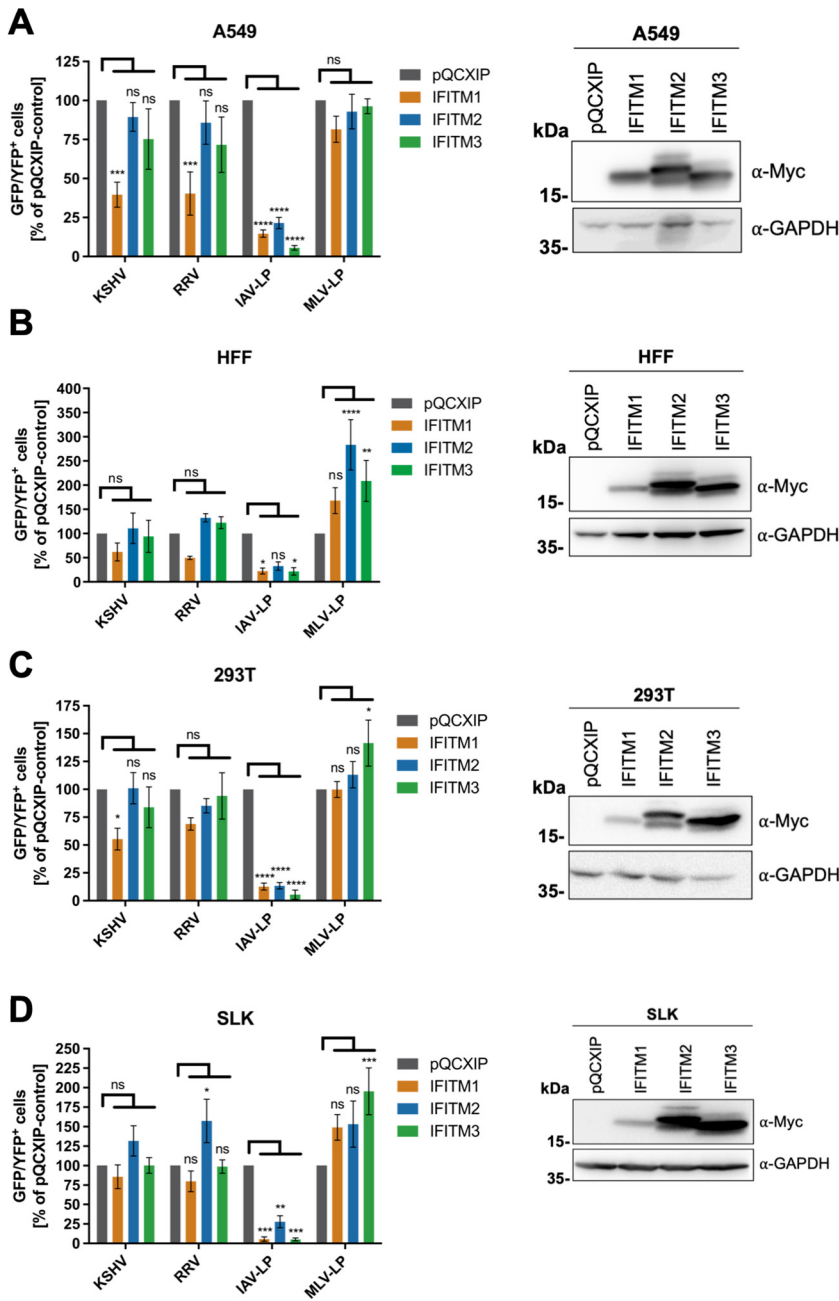 A
A549
GFP/YFP+ cells
[% of pQCXIP-control]
125
100
75
50
25
0
*** ns ns
*** ns ns
**** **** ****
ns
KSHV
RRV
IAV-LP
MLV-LP
pQCXIP
IFITM1
IFITM2
IFITM3
A549
kDa
pQCXIP
IFITM1
IFITM2
IFITM3
15-
35-
α-Myc
α-GAPDH
B
HFF
GFP/YFP+ cells
[% of pQCXIP-control]
400
350
300
250
200
150
100
50
0
ns
ns
* ns *
ns **** **
KSHV
RRV
IAV-LP
MLV-LP
pQCXIP
IFITM1
IFITM2
IFITM3
HFF
kDa
pQCXIP
IFITM1
IFITM2
IFITM3
15-
35-
α-Myc
α-GAPDH
C
293T
GFP/YFP+ cells
[% of pQCXIP-control]
175
150
125
100
75
50
25
0
* ns ns
ns
**** **** ****
ns ns *
KSHV
RRV
IAV-LP
MLV-LP
pQCXIP
IFITM1
IFITM2
IFITM3
293T
kDa
pQCXIP
IFITM1
IFITM2
IFITM3
15-
35-
α-Myc
α-GAPDH
D
SLK
GFP/YFP+ cells
[% of pQCXIP-control]
250
225
200
175
150
125
100
75
50
25
0
ns
ns * ns
*** ** ***
ns ns ***
KSHV
RRV
IAV-LP
MLV-LP
pQCXIP
IFITM1
IFITM2
IFITM3
SLK
kDa
pQCXIP
IFITM1
IFITM2
IFITM3
15-
35-
α-Myc
α-GAPDH